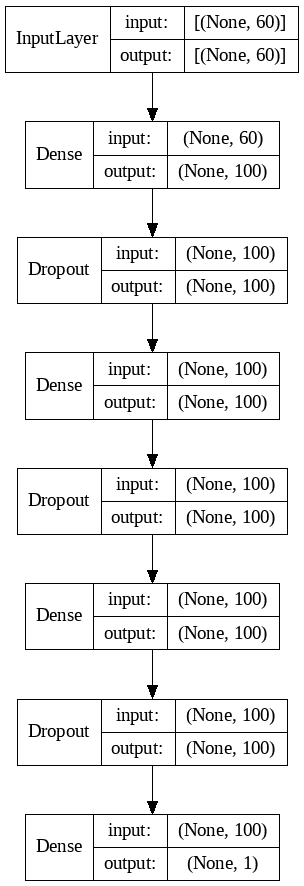 InputLayer input: [(None, 60)]
output: [(None, 60)]
Dense input: (None, 60)
output: (None, 100)
Dropout input: (None, 100)
output: (None, 100)
Dense input: (None, 100)
output: (None, 100)
Dropout input: (None, 100)
output: (None, 100)
Dense input: (None, 100)
output: (None, 100)
Dropout input: (None, 100)
output: (None, 100)
Dense input: (None, 100)
output: (None, 1)